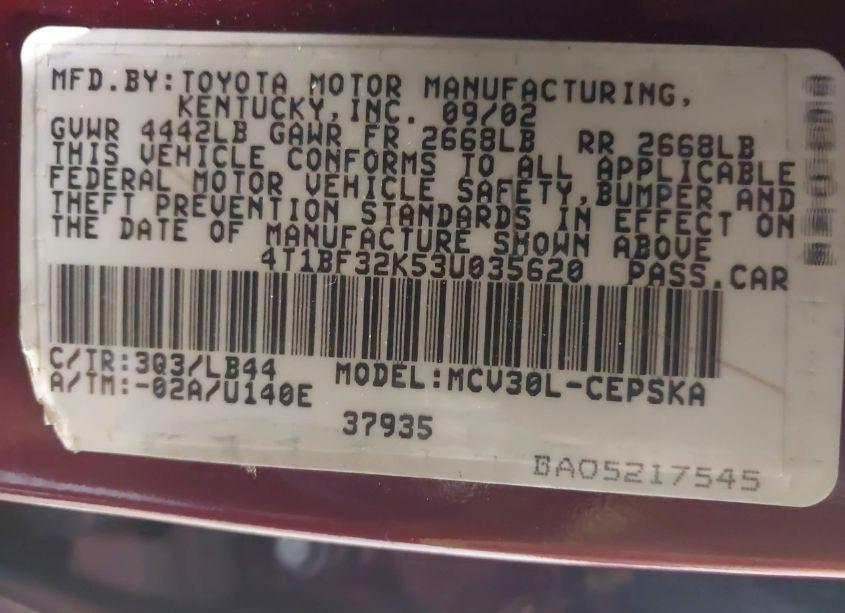 MFD.BY:TOYOTA MOTOR MANUFACTURING,
KENTUCKY,INC. 09/02
GVWR 4442LB GAWR FR 2668LB RR 2668LB
THIS VEHICLE CONFORMS TO ALL APPLICABLE
FEDERAL MOTOR VEHICLE SAFETY,BUMPER AND
THEFT PREVENTION STANDARDS IN EFFECT ON
THE DATE OF MANUFACTURE SHOWN ABOVE
4T1BF32K53U035620 PASS.CAR
C/TR:3Q3/LB44 MODEL:MCV30L-CEPSKA
A/TM:-02A/U140E
37935
BA05217545